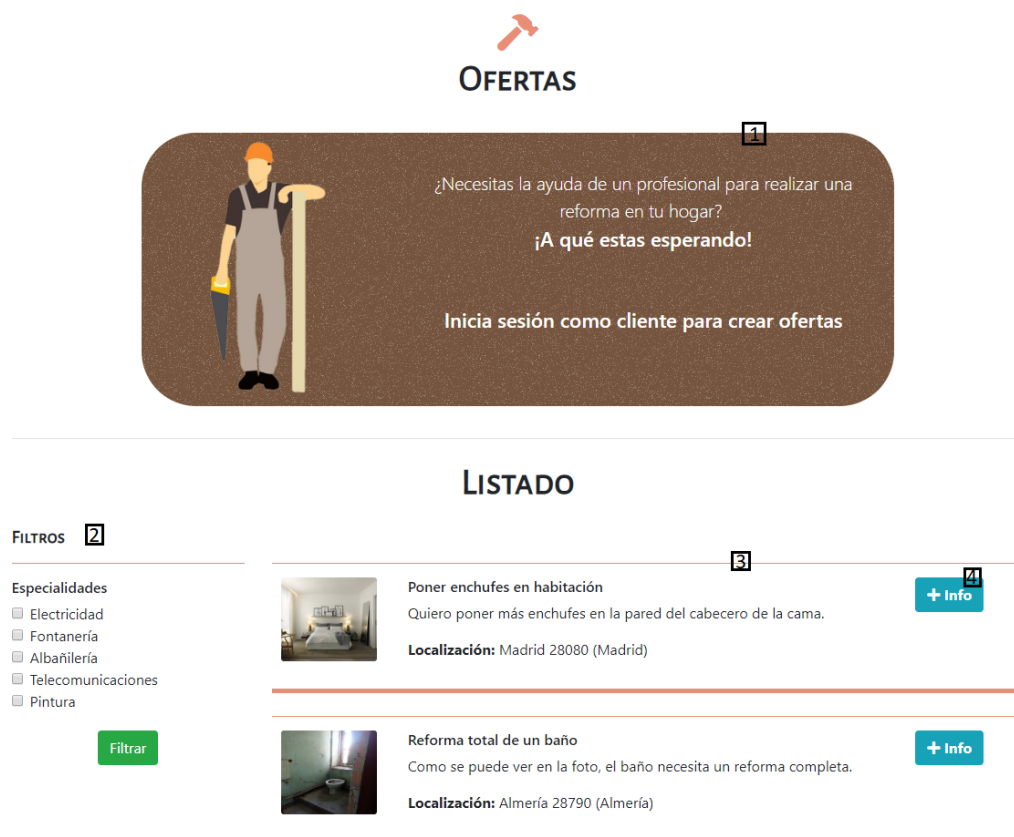 Ofertas
1
¿Necesitas la ayuda de un profesional para realizar una
reforma en tu hogar?
¡A qué estas esperando!
Inicia sesión como cliente para crear ofertas
Listado
Filtros 2
Especialidades
Electricidad
Fontanería
Albañilería
Telecomunicaciones
Pintura
Filtrar
3
4
Poner enchufes en habitación
+ Info
Quiero poner más enchufes en la pared del cabecero de la cama.
Localización: Madrid 28080 (Madrid)
Reforma total de un baño
+ Info
Como se puede ver en la foto, el baño necesita un reforma completa.
Localización: Almería 28790 (Almería)